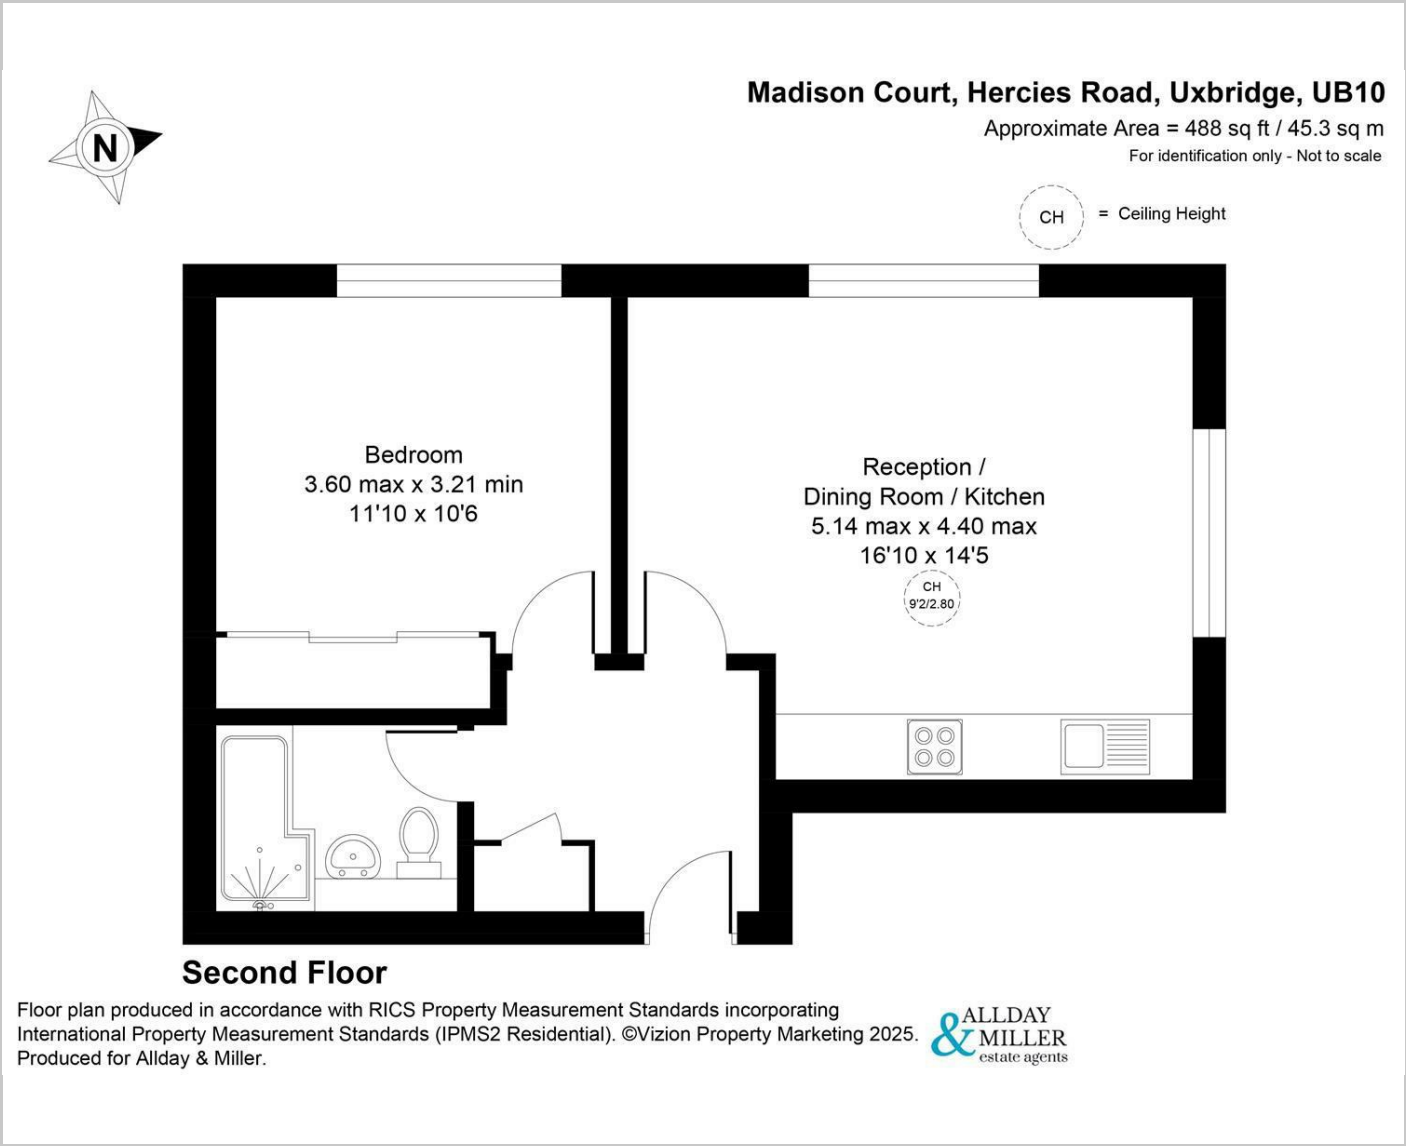 N
Madison Court, Hercies Road, Uxbridge, UB10
Approximate Area = 488 sq ft / 45.3 sq m
For identification only - Not to scale
CH = Ceiling Height
Bedroom
3.60 max x 3.21 min
11'10 x 10'6
Reception /
Dining Room / Kitchen
5.14 max x 4.40 max
16'10 x 14'5
CH
9'2/2.80
Second Floor
Floor plan produced in accordance with RICS Property Measurement Standards incorporating
International Property Measurement Standards (IPMS2 Residential). ©Vizion Property Marketing 2025.
Produced for Allday & Miller.
ALLDAY
& MILLER
estate agents